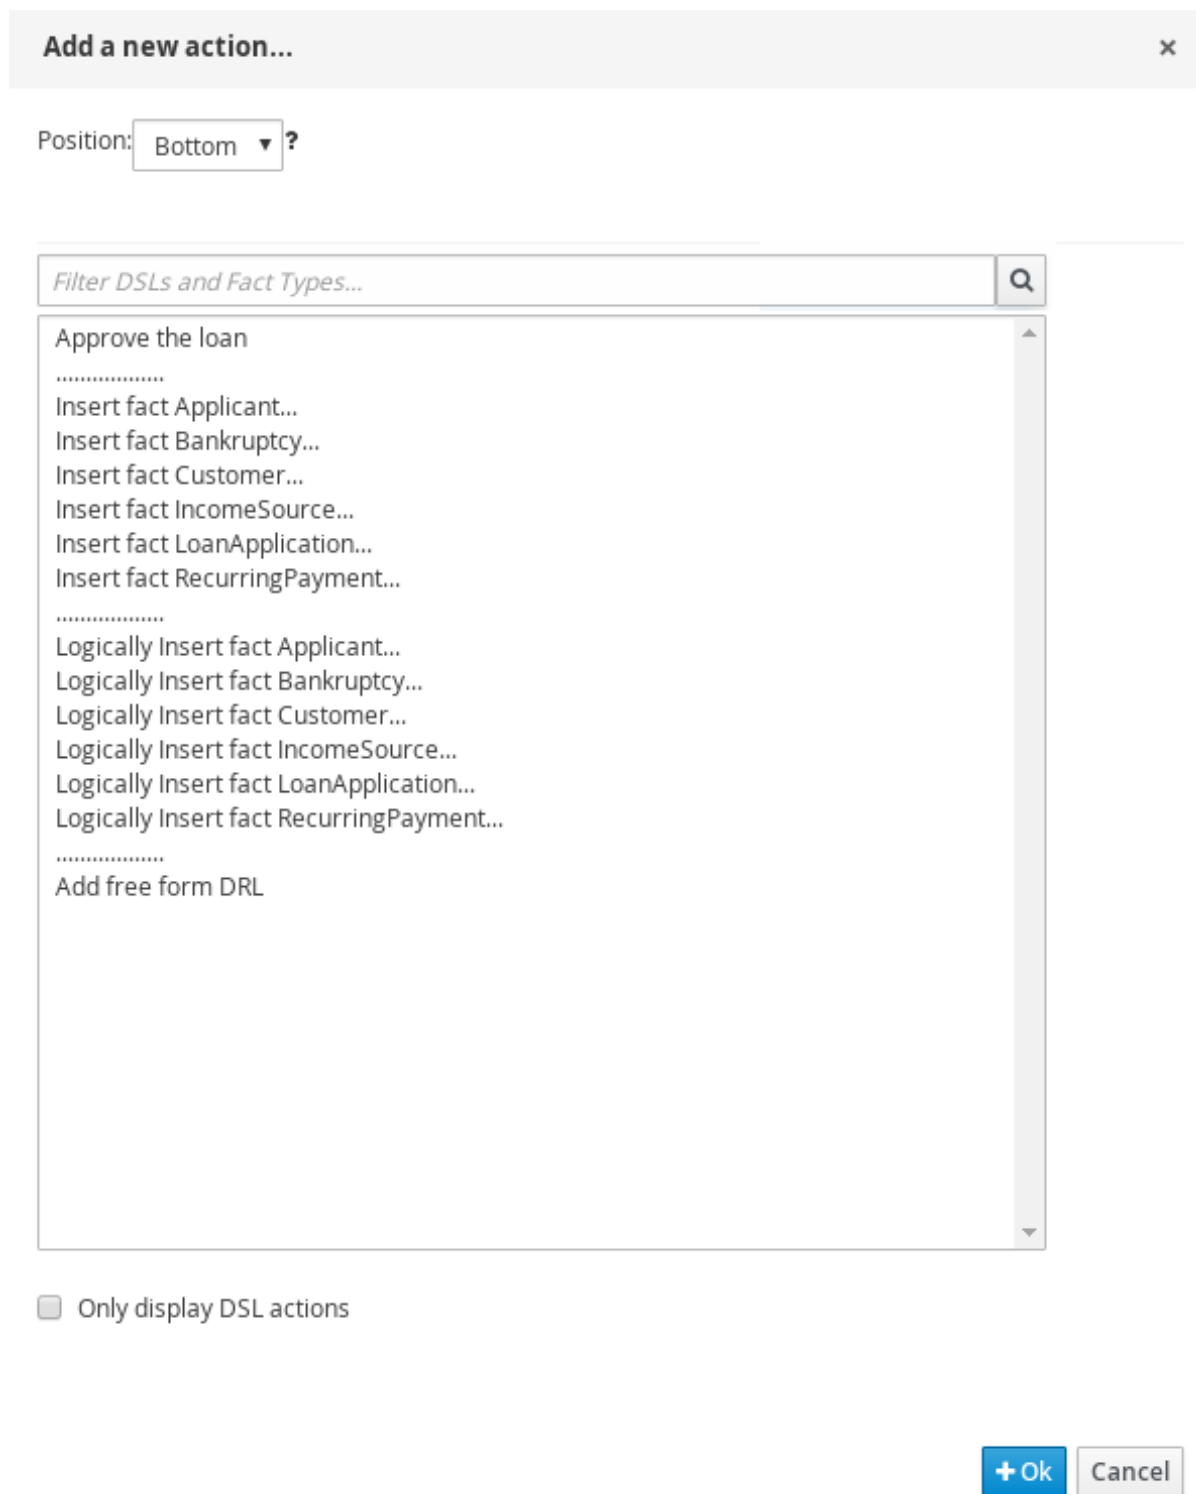 Add a new action... ×
Position: Bottom ▼ ?
Filter DSLs and Fact Types...
Approve the loan
..................
Insert fact Applicant...
Insert fact Bankruptcy...
Insert fact Customer...
Insert fact IncomeSource...
Insert fact LoanApplication...
Insert fact RecurringPayment...
..................
Logically Insert fact Applicant...
Logically Insert fact Bankruptcy...
Logically Insert fact Customer...
Logically Insert fact IncomeSource...
Logically Insert fact LoanApplication...
Logically Insert fact RecurringPayment...
..................
Add free form DRL
Only display DSL actions
+ Ok Cancel